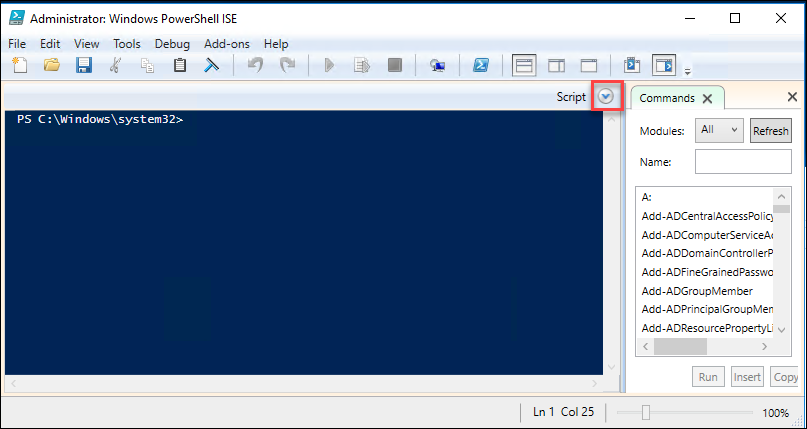 Administrator: Windows PowerShell ISE
File Edit View Tools Debug Add-ons Help
Script
Commands
PS C:\Windows\system32>
Modules: All Refresh
Name:
A:
Add-ADCentralAccessPolicy
Add-ADComputerServiceAc
Add-ADDomainControllerP
Add-ADFineGrainedPasswo
Add-ADGroupMember
Add-ADPrincipalGroupMem
Add-ADResourcePropertyLi
Run Insert Copy
Ln 1 Col 25 100%